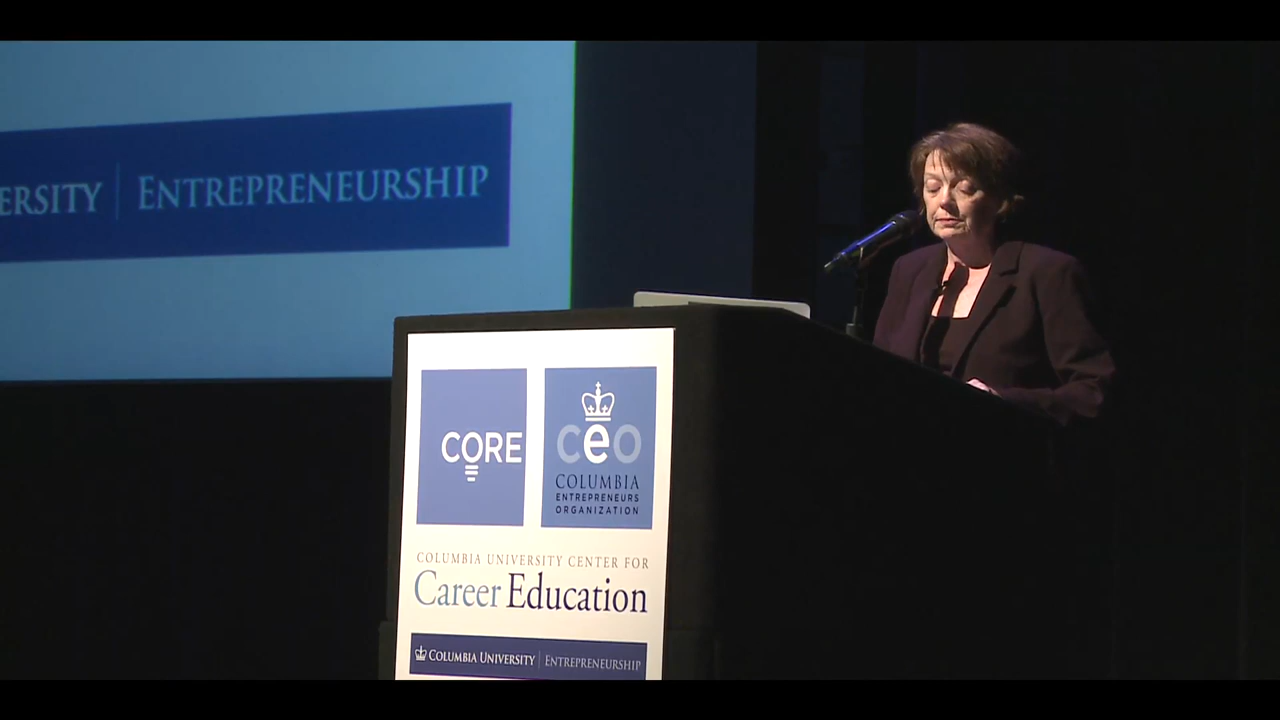 ERSITY | ENTREPRENEURSHIP
CORE
CEO
COLUMBIA
ENTREPRENEURS
ORGANIZATION
COLUMBIA UNIVERSITY CENTER FOR
Career Education
COLUMBIA UNIVERSITY | ENTREPRENEURSHIP